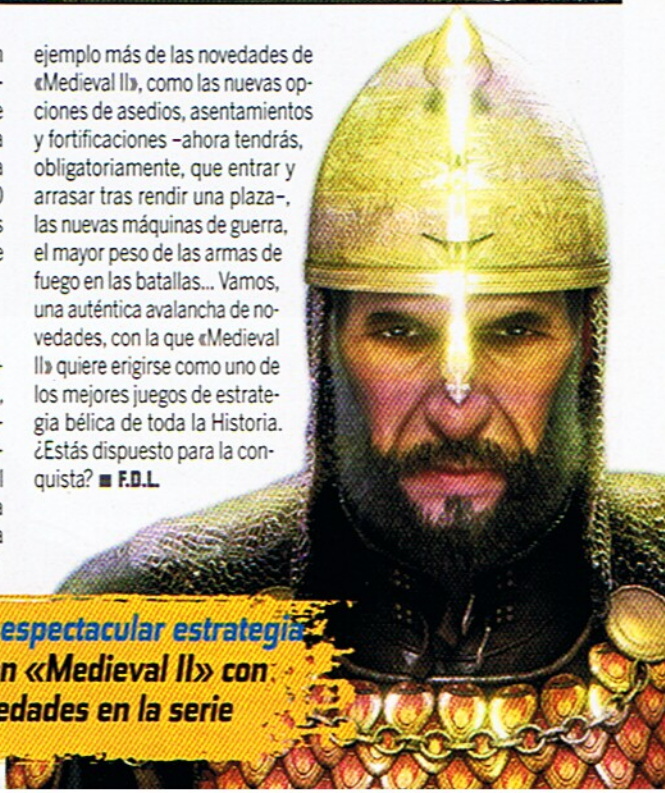 ejemplo más de las novedades de
«Medieval II», como las nuevas op-
ciones de asedios, asentamientos
y fortificaciones –ahora tendrás,
obligatoriamente, que entrar y
arrasar tras rendir una plaza–,
las nuevas máquinas de guerra,
el mayor peso de las armas de
fuego en las batallas... Vamos,
una auténtica avalancha de no-
vedades, con la que «Medieval
II» quiere erigirse como uno de
los mejores juegos de estrate-
gia bélica de toda la Historia.
¿Estás dispuesto para la con-
quista? ■ F.D.L.
espectacular estrategia
«Medieval II» con
en la serie